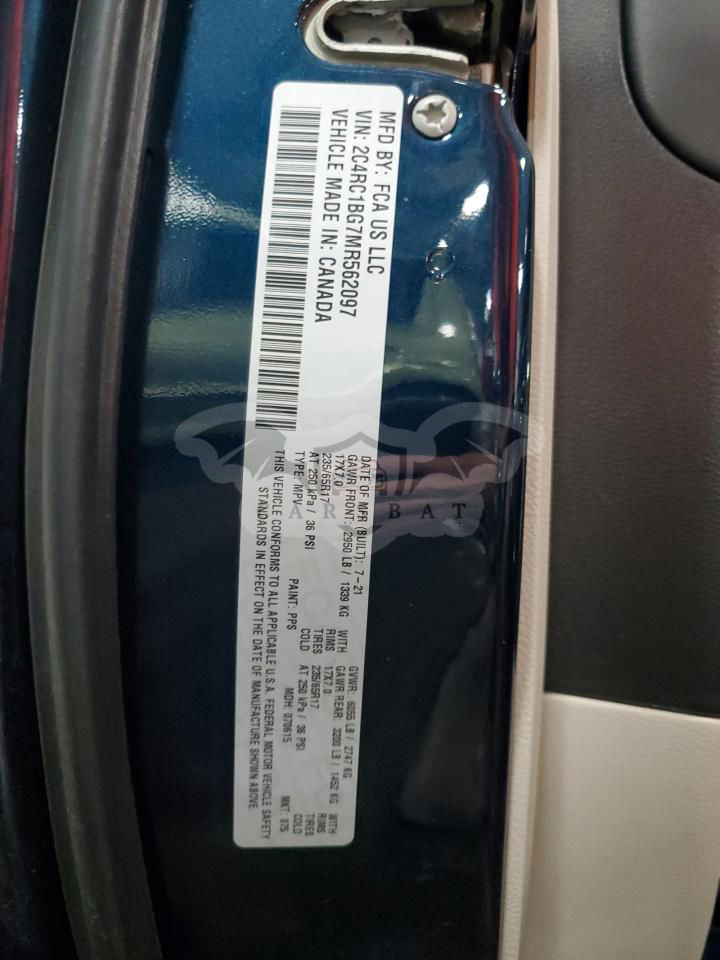 MFD BY: FCA US LLC
VIN: 2C4RC1BG7MR562097
VEHICLE MADE IN: CANADA
DATE OF MFR (BUILT): 7-21 GVWR: 6055 LB / 2747 KG
GAWR FRONT: 2950 LB / 1339 KG WITH GAWR REAR: 3200 LB / 1452 KG WITH
17X7.0 RIMS 17X7.0 RIMS
235/65R17 TIRES 235/65R17 TIRES
AT 250 kPa / 36 PSI COLD AT 250 kPa / 36 PSI COLD
TYPE: MPV PAINT: PPS MDH: 070615 MKT: 875
THIS VEHICLE CONFORMS TO ALL APPLICABLE U.S.A. FEDERAL MOTOR VEHICLE SAFETY
STANDARDS IN EFFECT ON THE DATE OF MANUFACTURE SHOWN ABOVE.